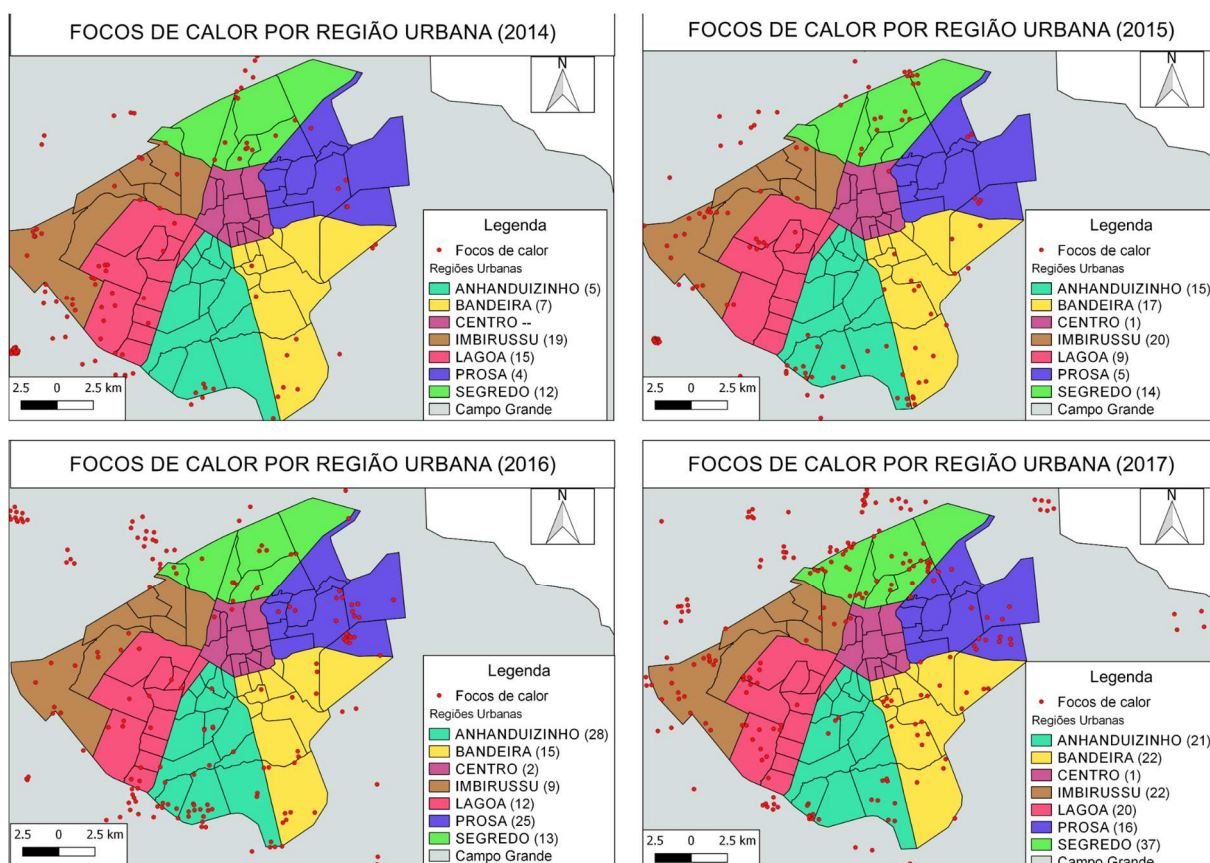 FOCOS DE CALOR POR REGIÃO URBANA (2014)
N
Legenda
Focos de calor
Regiões Urbanas
ANHANDUIZINHO (5)
BANDEIRA (7)
CENTRO --
IMBIRUSSU (19)
LAGOA (15)
PROSA (4)
SEGREDO (12)
Campo Grande
2.5 0 2.5 km
FOCOS DE CALOR POR REGIÃO URBANA (2015)
N
Legenda
Focos de calor
Regiões Urbanas
ANHANDUIZINHO (15)
BANDEIRA (17)
CENTRO (1)
IMBIRUSSU (20)
LAGOA (9)
PROSA (5)
SEGREDO (14)
Campo Grande
2.5 0 2.5 km
FOCOS DE CALOR POR REGIÃO URBANA (2016)
N
Legenda
Focos de calor
Regiões Urbanas
ANHANDUIZINHO (28)
BANDEIRA (15)
CENTRO (2)
IMBIRUSSU (9)
LAGOA (12)
PROSA (25)
SEGREDO (13)
Campo Grande
2.5 0 2.5 km
FOCOS DE CALOR POR REGIÃO URBANA (2017)
N
Legenda
Focos de calor
Regiões Urbanas
ANHANDUIZINHO (21)
BANDEIRA (22)
CENTRO (1)
IMBIRUSSU (22)
LAGOA (20)
PROSA (16)
SEGREDO (37)
Campo Grande
2.5 0 2.5 km